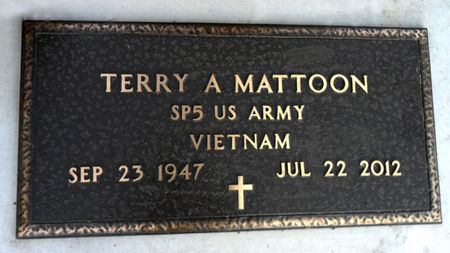 TERRY A MATTOON
SP5 US ARMY
VIETNAM
SEP 23 1947 JUL 22 2012